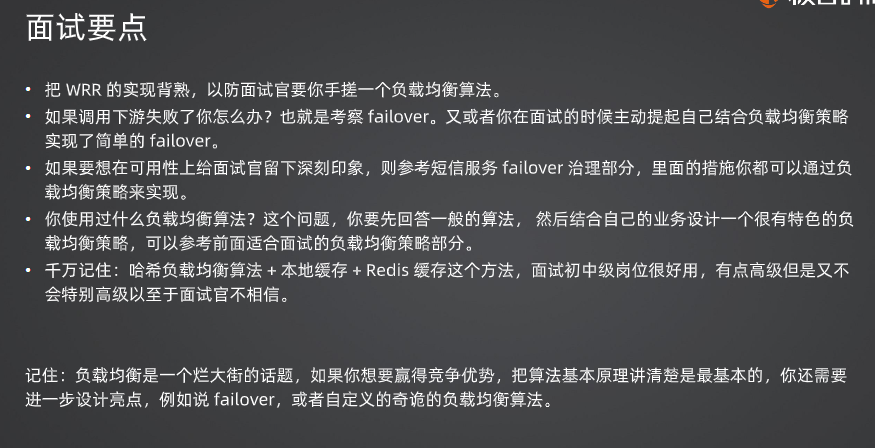 面试要点
• 把 WRR 的实现背熟，以防面试官要你手搓一个负载均衡算法。
• 如果调用下游失败了你怎么办？也就是考察 failover。又或者你在面试的时候主动提起自己结合负载均衡策略
实现了简单的 failover。
• 如果要想在可用性上给面试官留下深刻印象，则参考短信服务 failover 治理部分，里面的措施你都可以通过负
载均衡策略来实现。
• 你使用过什么负载均衡算法？这个问题，你要先回答一般的算法， 然后结合自己的业务设计一个很有特色的负
载均衡策略，可以参考前面适合面试的负载均衡策略部分。
• 千万记住：哈希负载均衡算法 + 本地缓存 + Redis 缓存这个方法，面试初中级岗位很好用，有点高级但是又不
会特别高级以至于面试官不相信。
记住：负载均衡是一个烂大街的话题，如果你想要赢得竞争优势，把算法基本原理讲清楚是最基本的，你还需要
进一步设计亮点，例如说 failover，或者自定义的奇诡的负载均衡算法。